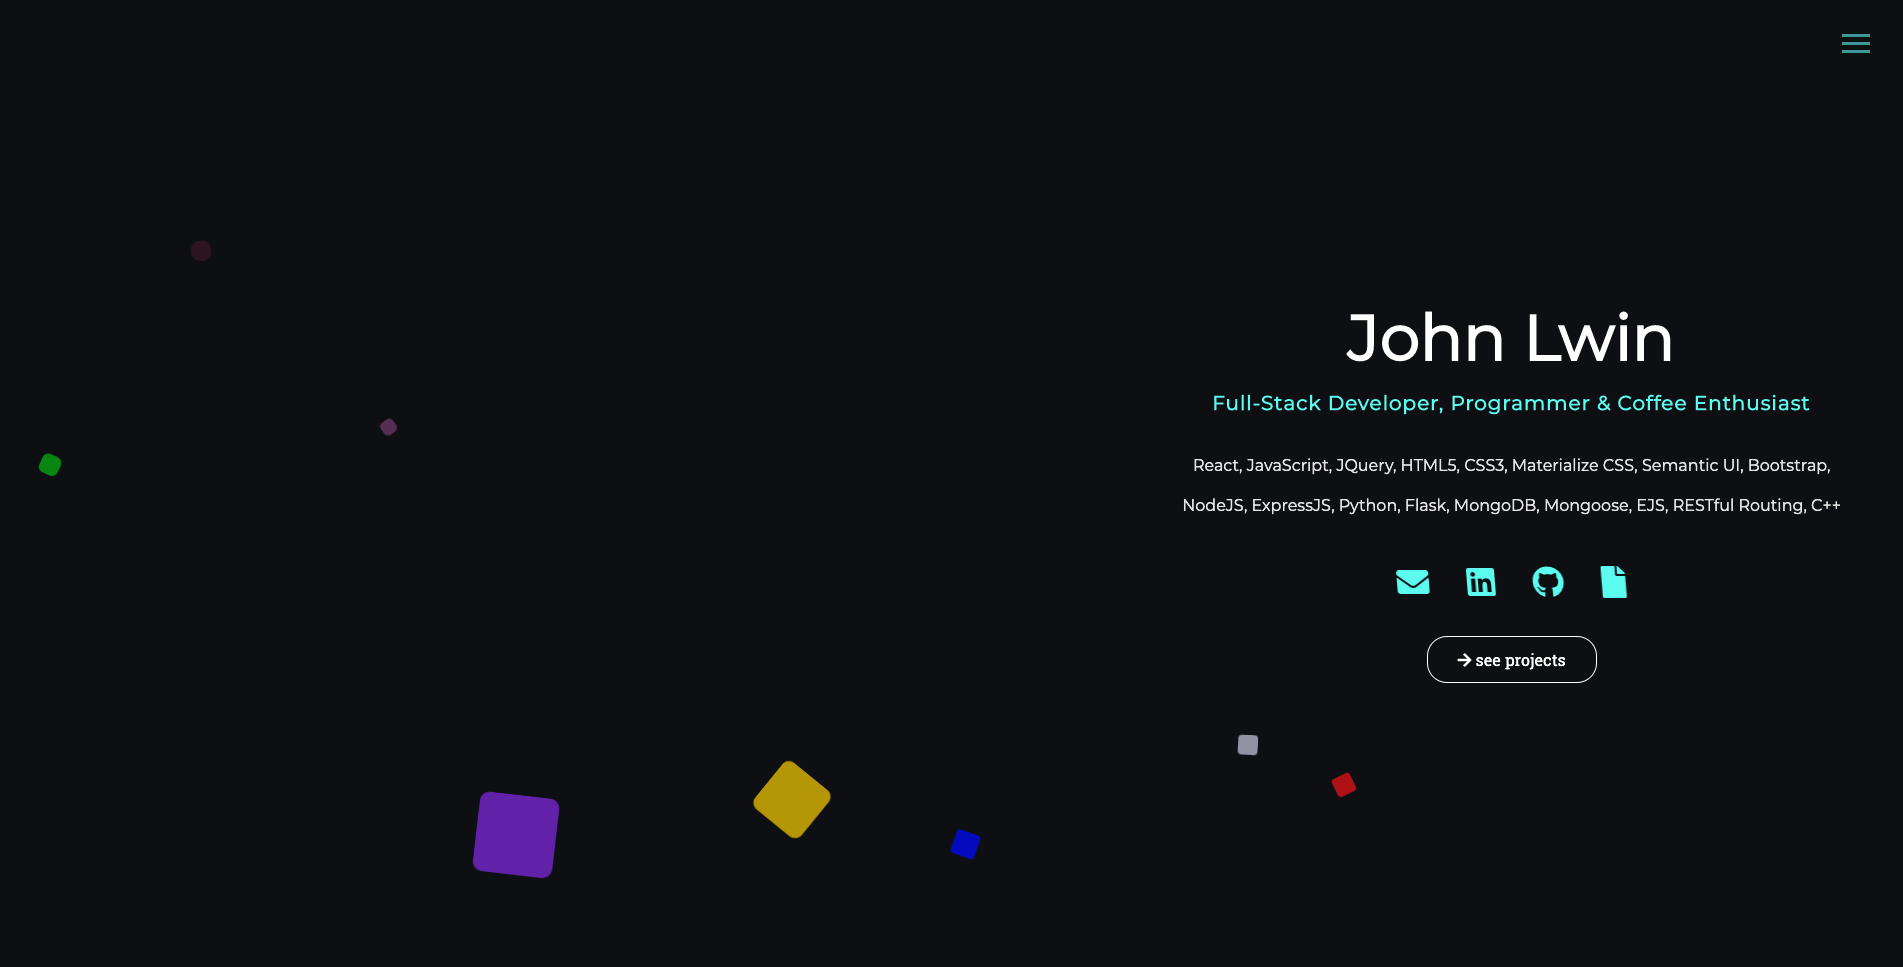 John Lwin
Full-Stack Developer, Programmer & Coffee Enthusiast
React, JavaScript, JQuery, HTML5, CSS3, Materialize CSS, Semantic UI, Bootstrap,
NodeJS, ExpressJS, Python, Flask, MongoDB, Mongoose, EJS, RESTful Routing, C++
in
see projects